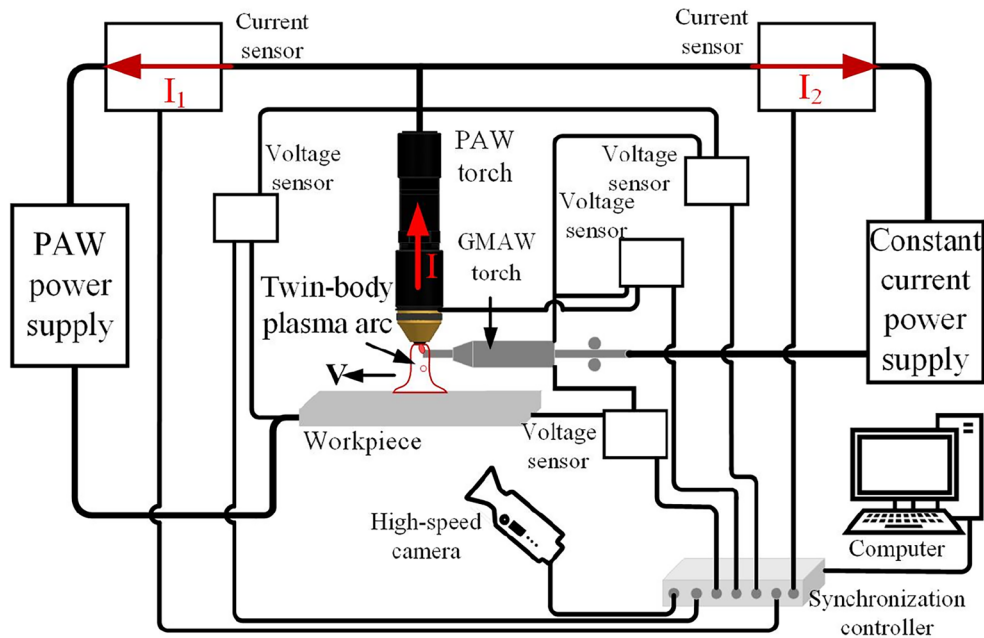 Current
sensor
I1
Current
sensor
I2
Voltage
sensor
PAW
torch
Voltage
sensor
Voltage
sensor
PAW
power
supply
I
GMAW
torch
Constant
current
power
supply
Twin-body
plasma arc
V
Workpiece
Voltage
sensor
High-speed
camera
Computer
Synchronization
controller